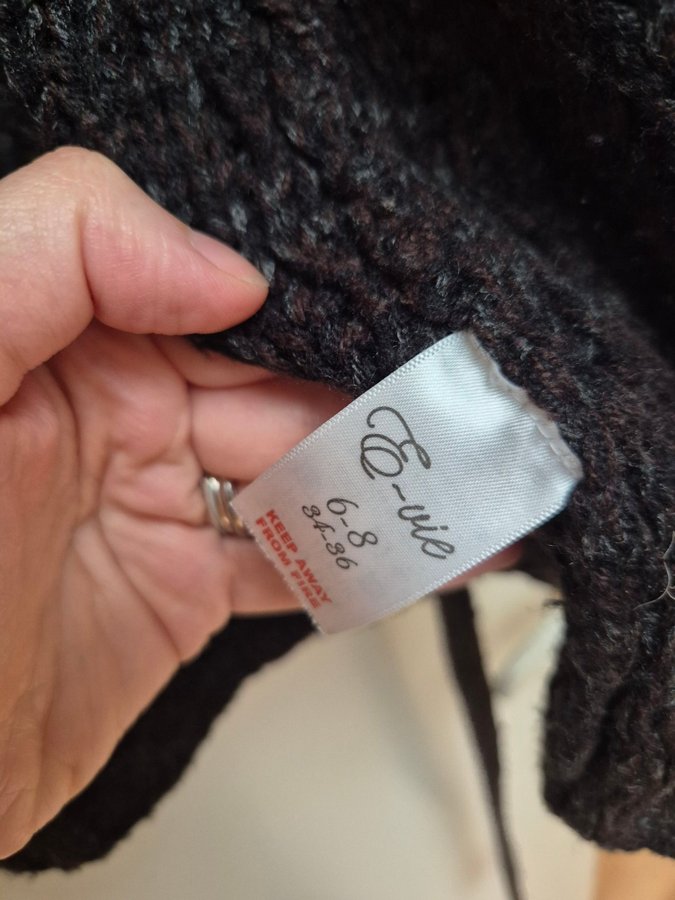 E-vie
6-8
34-36
KEEP AWAY
FROM FIRE